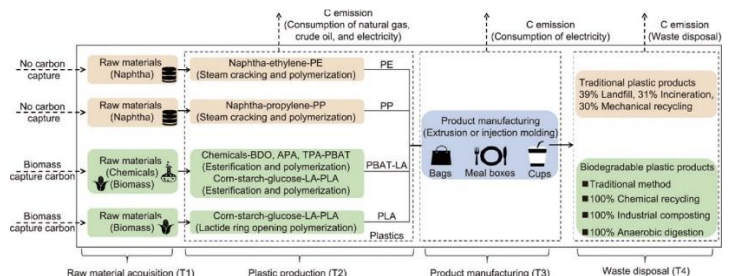 C emission
(Consumption of natural gas,
crude oil, and electricity)
C emission
(Consumption of electricity)
C emission
(Waste disposal)
No carbon
capture
Raw materials
(Naphtha)
Naphtha-ethylene-PE
(Steam cracking and polymerization)
PE
No carbon
capture
Raw materials
(Naphtha)
Naphtha-propylene-PP
(Steam cracking and polymerization)
PP
Biomass
capture carbon
Raw materials
(Chemicals)
(Biomass)
Chemicals-BDO, APA, TPA-PBAT
(Esterification and polymerization)
Corn-starch-glucose-LA-PLA
(Esterification and polymerization)
PBAT-LA
Biomass
capture carbon
Raw materials
(Biomass)
Corn-starch-glucose-LA-PLA
(Lactide ring opening polymerization)
PLA
Plastics
Product manufacturing
(Extrusion or injection molding)
Bags
Meal boxes
Cups
Traditional plastic products
39% Landfill, 31% Incineration,
30% Mechanical recycling
Biodegradable plastic products
■Traditional method
■100% Chemical recycling
■100% Industrial composting
■100% Anaerobic digestion
Raw material acquisition (T1)
Plastic production (T2)
Product manufacturing (T3)
Waste disposal (T4)